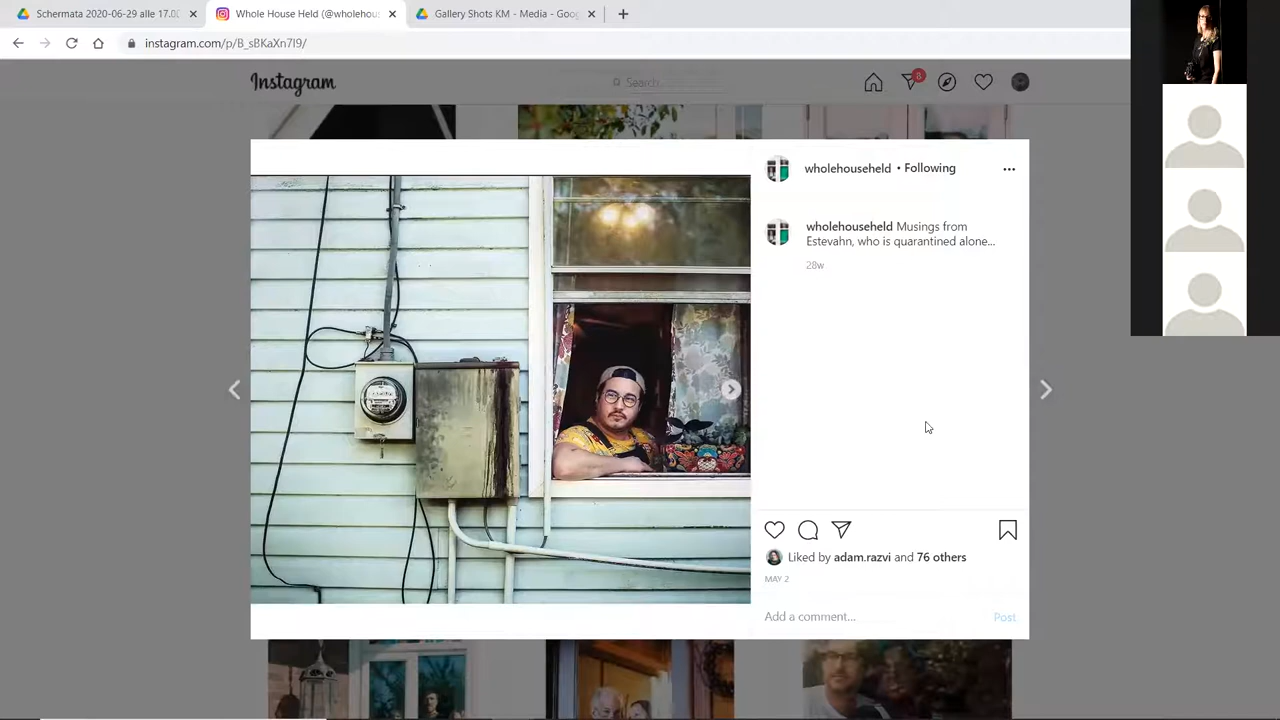 Schermata 2020-06-29 alle 17.0
Whole House Held (@wholehou
Gallery Shots KM - Media - Goo
instagram.com/p/B_sBKaXn7I9/
Instagram
Search
8
wholehouseheld • Following
wholehouseheld Musings from
Estevahn, who is quarantined alone...
28w
Liked by adam.razvi and 76 others
MAY 2
Add a comment...
Post